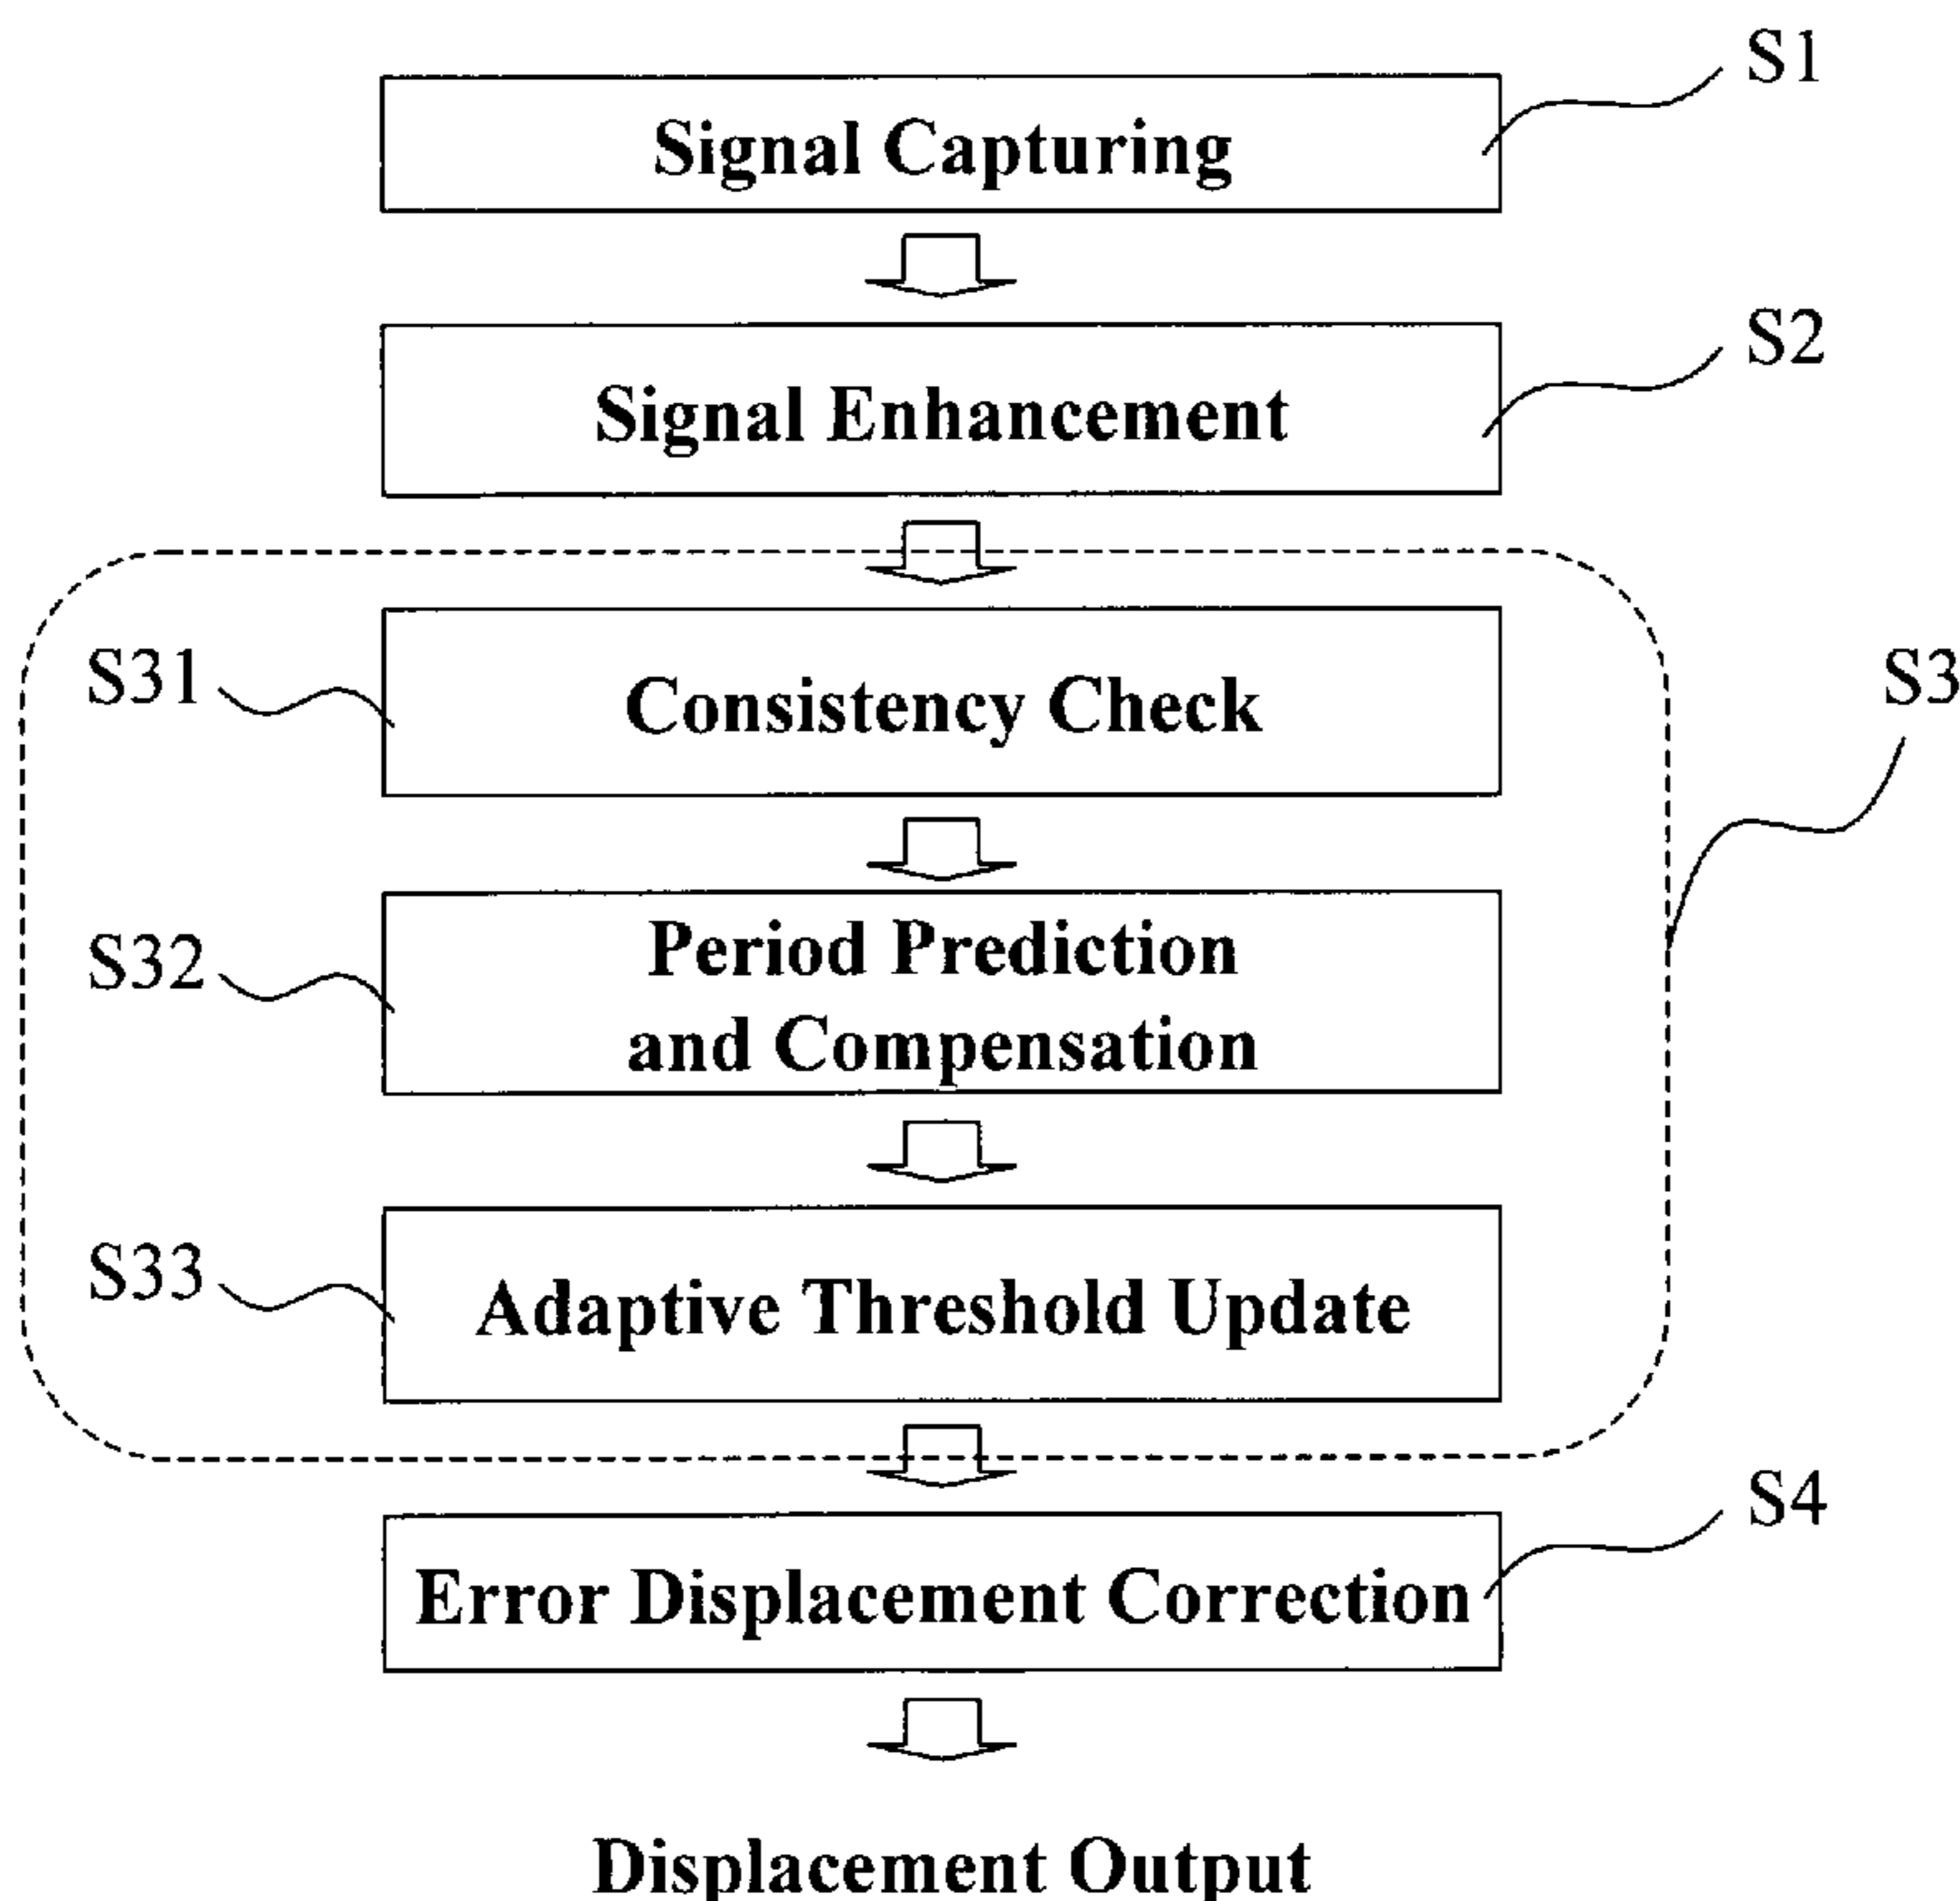 S1
Signal Capturing
S2
Signal Enhancement
S31
Consistency Check
S3
S32
Period Prediction
and Compensation
S33
Adaptive Threshold Update
S4
Error Displacement Correction
Displacement Output